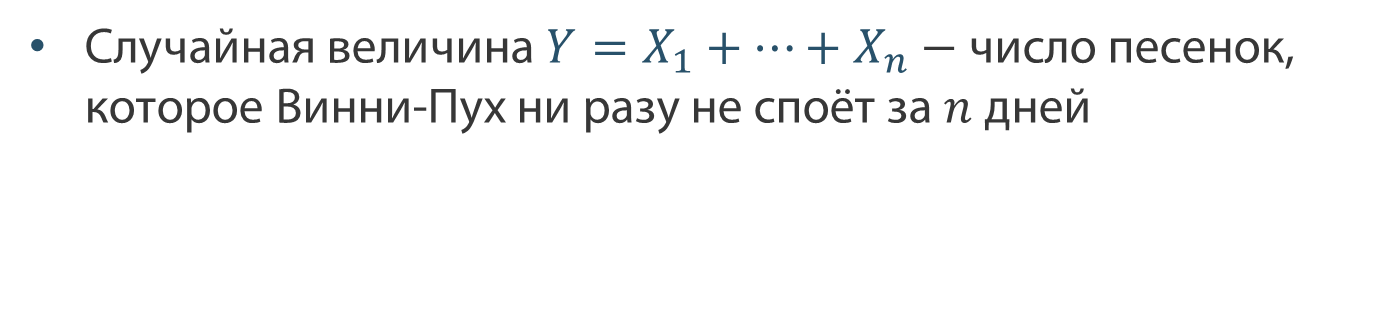 • Случайная величина Y = X₁ + ⋯ + Xₙ − число песенок,
которое Винни-Пух ни разу не споёт за n дней